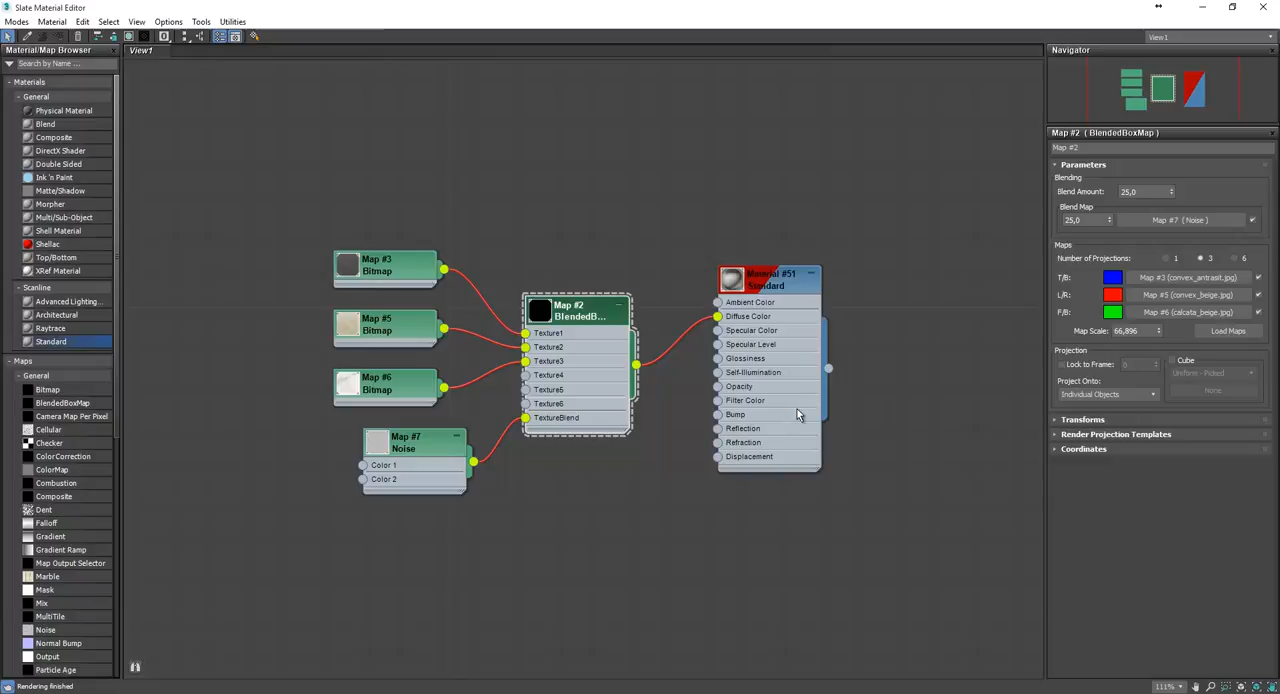 Slate Material Editor
Modes Material Edit Select View Options Tools Utilities
View1
Material/Map Browser
Search by Name ...
- Materials
- General
Physical Material
Blend
Composite
DirectX Shader
Double Sided
Ink 'n Paint
Matte/Shadow
Morpher
Multi/Sub-Object
Shell Material
Shellac
Top/Bottom
XRef Material
- Scanline
Advanced Lighting...
Architectural
Raytrace
Standard
- Maps
- General
Bitmap
BlendedBoxMap
Camera Map Per Pixel
Cellular
Checker
ColorCorrection
ColorMap
Combustion
Composite
Dent
Falloff
Gradient
Gradient Ramp
Map Output Selector
Marble
Mask
Mix
MultiTile
Noise
Normal Bump
Output
Particle Age
Rendering finished
View1
Map #3
Bitmap
Map #5
Bitmap
Map #6
Bitmap
Map #7
Noise
Color 1
Color 2
Map #2
BlendedB...
Texture1
Texture2
Texture3
Texture4
Texture5
Texture6
TextureBlend
Material #51
Standard
Ambient Color
Diffuse Color
Specular Color
Specular Level
Glossiness
Self-Illumination
Opacity
Filter Color
Bump
Reflection
Refraction
Displacement
Navigator
Map #2 ( BlendedBoxMap )
Map #2
Parameters
Blending
Blend Amount: 25,0
Blend Map
25,0 Map #7 ( Noise )
Maps
Number of Projections: 1 3 6
T/B: Map #3 (convex_antrasit.jpg)
L/R: Map #5 (convex_beige.jpg)
F/B: Map #6 (calcata_beige.jpg)
Map Scale: 66,896 Load Maps
Projection
Lock to Frame: 0 Cube
Project Onto: Uniform - Picked
Individual Objects None
Transforms
Render Projection Templates
Coordinates
111%